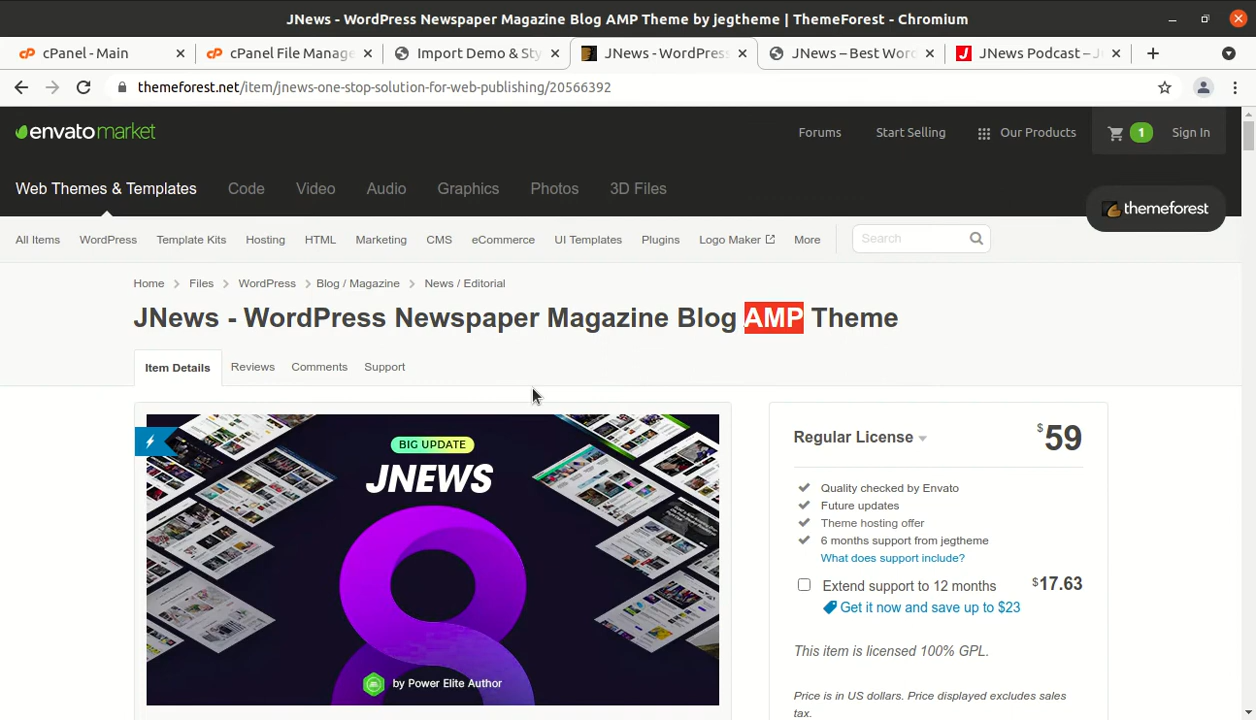 JNews - WordPress Newspaper Magazine Blog AMP Theme by jegtheme | ThemeForest - Chromium
cPanel - Main
cPanel File Manage
Import Demo & Sty
JNews - WordPress
JNews – Best Word
JNews Podcast – J
themeforest.net/item/jnews-one-stop-solution-for-web-publishing/20566392
envatomarket
Forums
Start Selling
Our Products
1
Sign In
Web Themes & Templates
Code
Video
Audio
Graphics
Photos
3D Files
themeforest
All Items
WordPress
Template Kits
Hosting
HTML
Marketing
CMS
eCommerce
UI Templates
Plugins
Logo Maker
More
Search
Home
Files
WordPress
Blog / Magazine
News / Editorial
JNews - WordPress Newspaper Magazine Blog AMP Theme
Item Details
Reviews
Comments
Support
BIG UPDATE
JNEWS
8
by Power Elite Author
Regular License
$59
Quality checked by Envato
Future updates
Theme hosting offer
6 months support from jegtheme
What does support include?
Extend support to 12 months
$17.63
Get it now and save up to $23
This item is licensed 100% GPL.
Price is in US dollars. Price displayed excludes sales
tax.